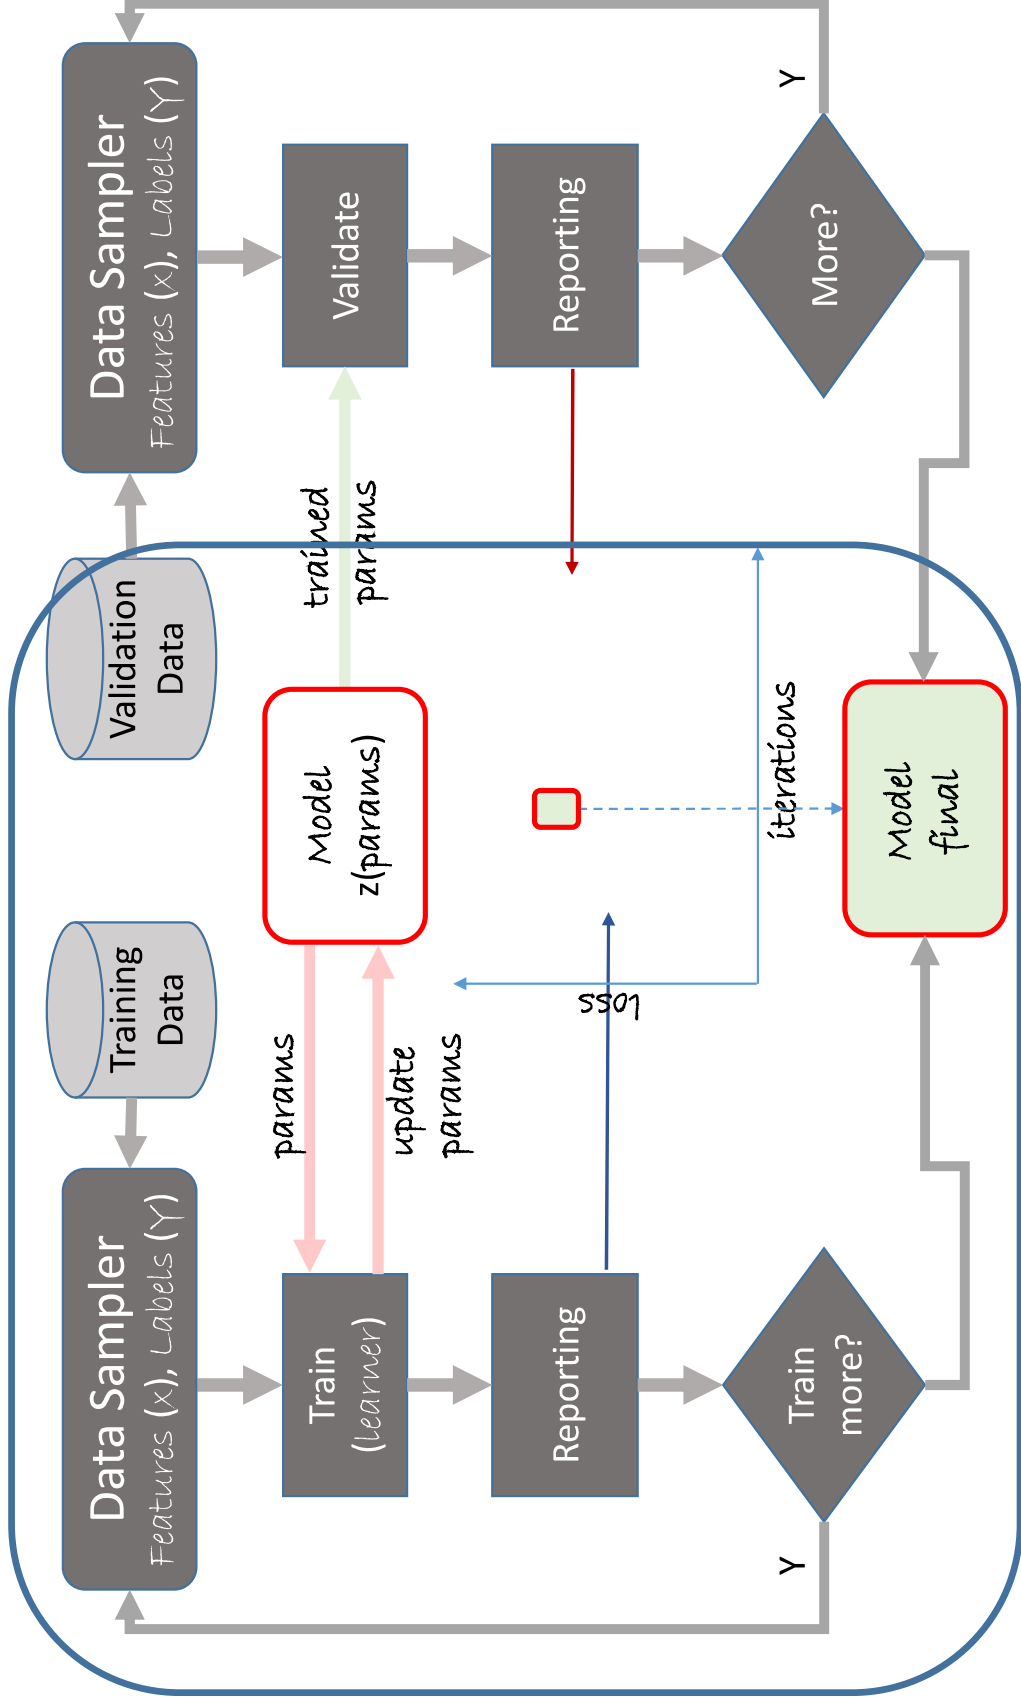 Data Sampler
Features (x), Labels (Y)
Training
Data
Validation
Data
Data Sampler
Features (x), Labels (Y)
Train
(learner)
params
update
params
Model
z(params)
trained
params
Validate
Reporting
loss
Reporting
Y
Train
more?
iterations
More?
Y
Model
final